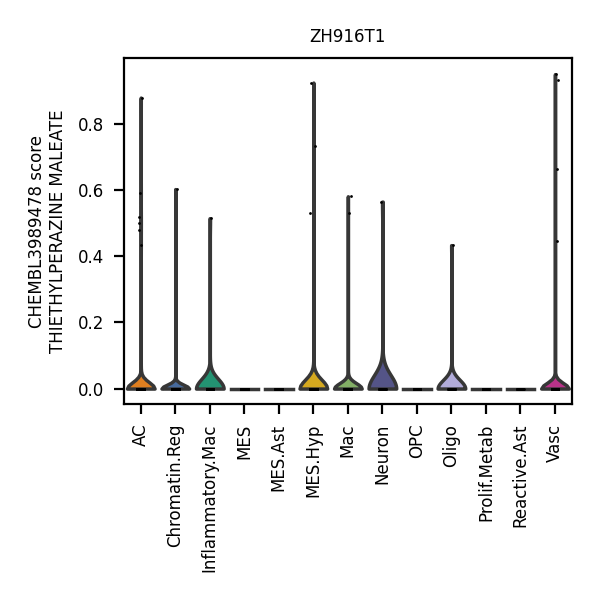 ZH916T1
CHEMBL3989478 score
THIETHYLPERAZINE MALEATE
0.8
0.6
0.4
0.2
0.0
AC
Chromatin.Reg
Inflammatory.Mac
MES
MES.Ast
MES.Hyp
Mac
Neuron
OPC
Oligo
Prolif.Metab
Reactive.Ast
Vasc